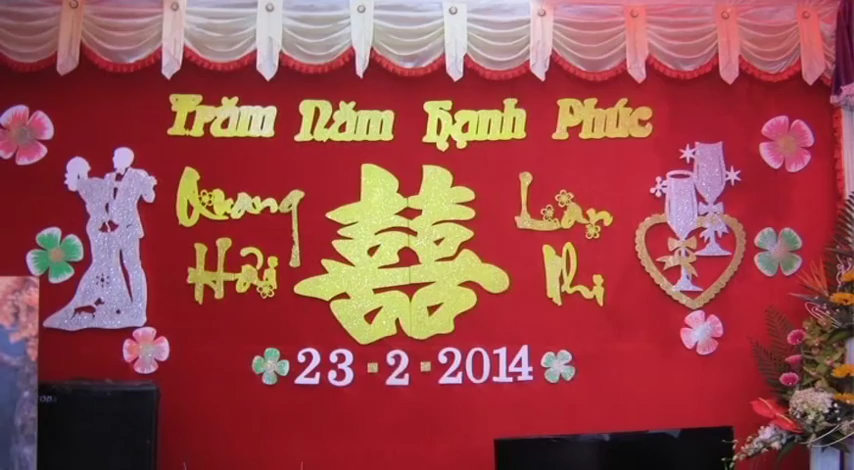 Trăm Năm Hạnh Phúc
Quang Hải
囍
Lan Nhi
23 · 2 · 2014